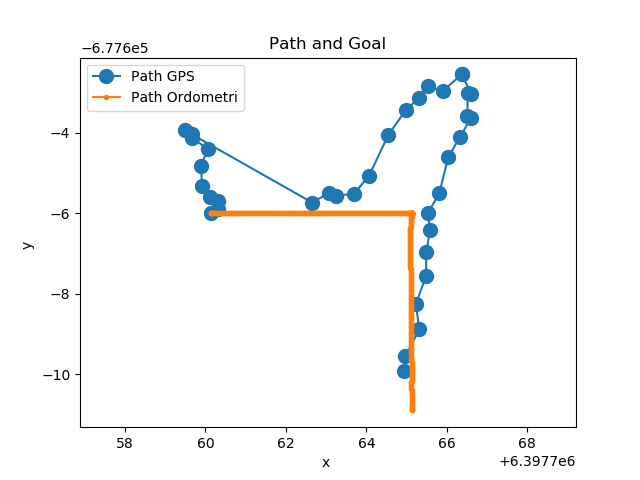 Path and Goal
−6.776e5
Path GPS
Path Ordometri
−4
−6
−8
−10
y
58 60 62 64 66 68
x
+6.3977e6